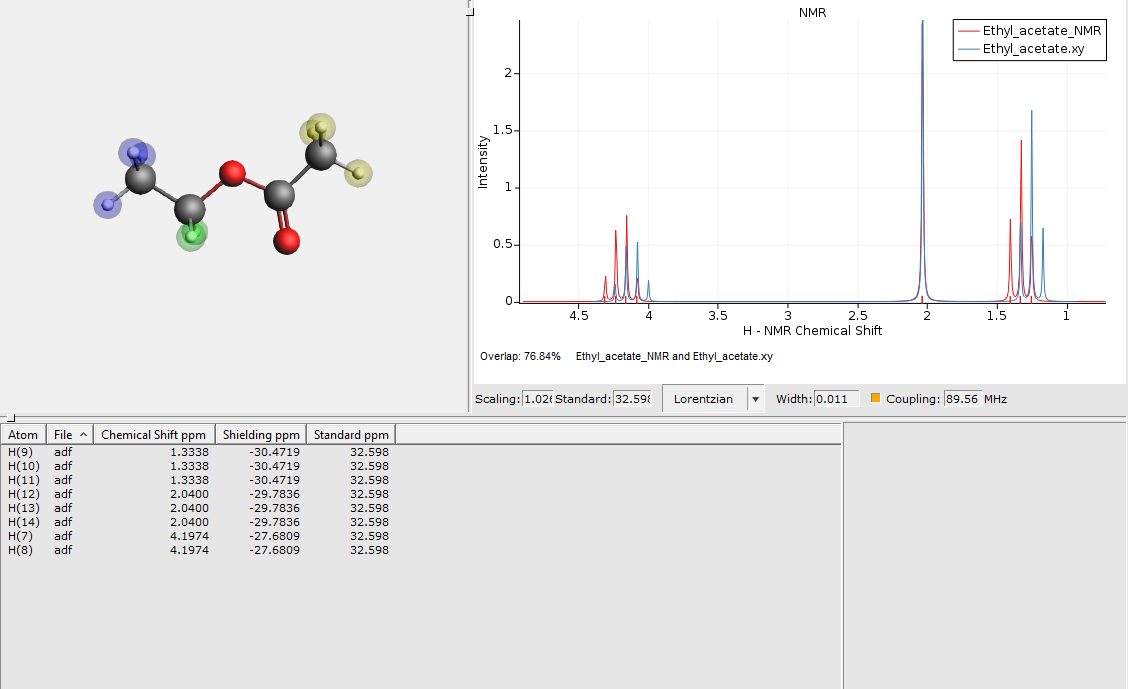 NMR
Ethyl_acetate_NMR
Ethyl_acetate.xy
Intensity
2
1.5
1
0.5
0
4.5 4 3.5 3 2.5 2 1.5 1
H - NMR Chemical Shift
Overlap: 76.84% Ethyl_acetate_NMR and Ethyl_acetate.xy
Scaling: 1.026 Standard: 32.598 Lorentzian Width: 0.011 Coupling: 89.56 MHz
Atom File Chemical Shift ppm Shielding ppm Standard ppm
H(9) adf 1.3338 -30.4719 32.598
H(10) adf 1.3338 -30.4719 32.598
H(11) adf 1.3338 -30.4719 32.598
H(12) adf 2.0400 -29.7836 32.598
H(13) adf 2.0400 -29.7836 32.598
H(14) adf 2.0400 -29.7836 32.598
H(7) adf 4.1974 -27.6809 32.598
H(8) adf 4.1974 -27.6809 32.598